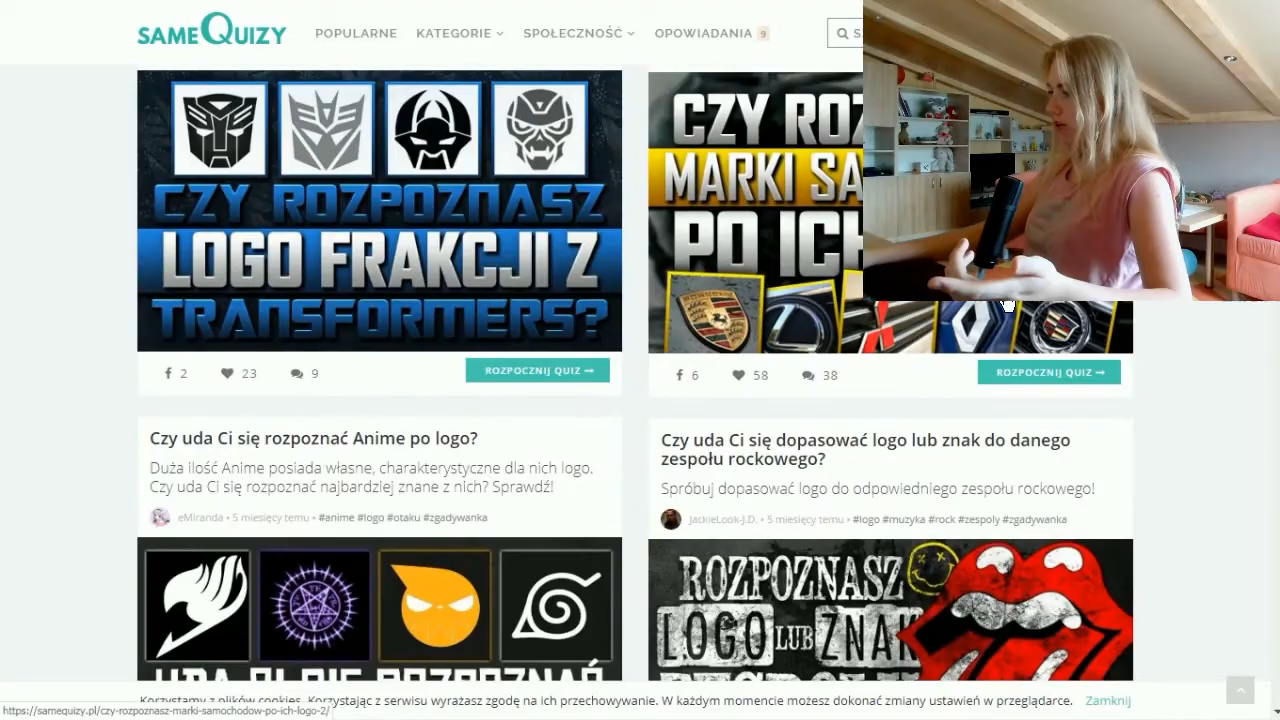 SAMEQUIZY
POPULARNE
KATEGORIE
SPOŁECZNOŚĆ
OPOWIADANIA 9
S
CZY ROZPOZNASZ
LOGO FRAKCJI Z
TRANSFORMERS?
2 23 9
ROZPOCZNIJ QUIZ
CZY ROZ
MARKI SA
PO ICH
6 58 38
ROZPOCZNIJ QUIZ
Czy uda Ci się rozpoznać Anime po logo?
Duża ilość Anime posiada własne, charakterystyczne dla nich logo.
Czy uda Ci się rozpoznać najbardziej znane z nich? Sprawdź!
eMiranda • 5 miesięcy temu • #anime #logo #otaku #zgadywanka
Czy uda Ci się dopasować logo lub znak do danego
zespołu rockowego?
Spróbuj dopasować logo do odpowiedniego zespołu rockowego!
JackieLook-J.D. • 5 miesięcy temu • #logo #muzyka #rock #zespoly #zgadywanka
UDA CI SIĘ ROZPOZNAĆ
ROZPOZNASZ
LOGO LUB ZNAK
Korzystamy z plików cookies. Korzystając z serwisu wyrażasz zgodę na ich przechowywanie. W każdym momencie możesz dokonać zmiany ustawień w przeglądarce. Zamknij
https://samequizy.pl/czy-rozpoznasz-marki-samochodow-po-ich-logo-2/